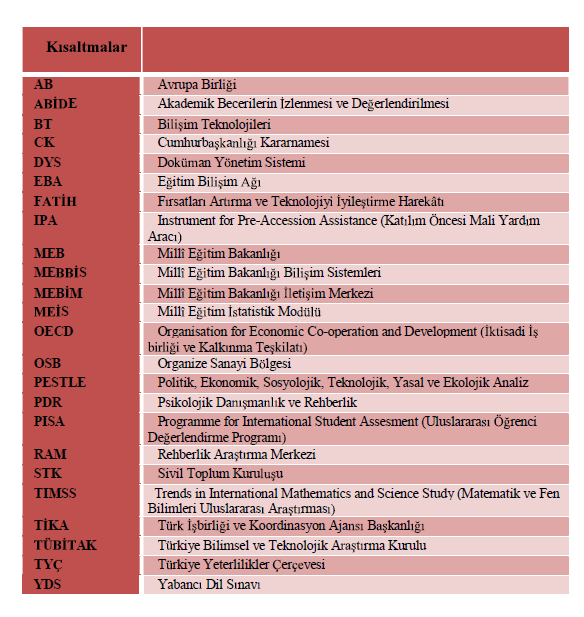 Kısaltmalar
AB Avrupa Birliği
ABİDE Akademik Becerilerin İzlenmesi ve Değerlendirilmesi
BT Bilişim Teknolojileri
CK Cumhurbaşkanlığı Kararnamesi
DYS Doküman Yönetim Sistemi
EBA Eğitim Bilişim Ağı
FATİH Fırsatları Artırma ve Teknolojiyi İyileştirme Harekâtı
IPA Instrument for Pre-Accession Assistance (Katılım Öncesi Mali Yardım
Aracı)
MEB Millî Eğitim Bakanlığı
MEBBİS Millî Eğitim Bakanlığı Bilişim Sistemleri
MEBİM Millî Eğitim Bakanlığı İletişim Merkezi
MEİS Millî Eğitim İstatistik Modülü
OECD Organisation for Economic Co-operation and Development (İktisadi İş
birliği ve Kalkınma Teşkilatı)
OSB Organize Sanayi Bölgesi
PESTLE Politik, Ekonomik, Sosyolojik, Teknolojik, Yasal ve Ekolojik Analiz
PDR Psikolojik Danışmanlık ve Rehberlik
PISA Programme for International Student Assesment (Uluslararası Öğrenci
Değerlendirme Programı)
RAM Rehberlik Araştırma Merkezi
STK Sivil Toplum Kuruluşu
TIMSS Trends in International Mathematics and Science Study (Matematik ve Fen
Bilimleri Uluslararası Araştırması)
TİKA Türk İşbirliği ve Koordinasyon Ajansı Başkanlığı
TÜBİTAK Türkiye Bilimsel ve Teknolojik Araştırma Kurulu
TYÇ Türkiye Yeterlilikler Çerçevesi
YDS Yabancı Dil Sınavı